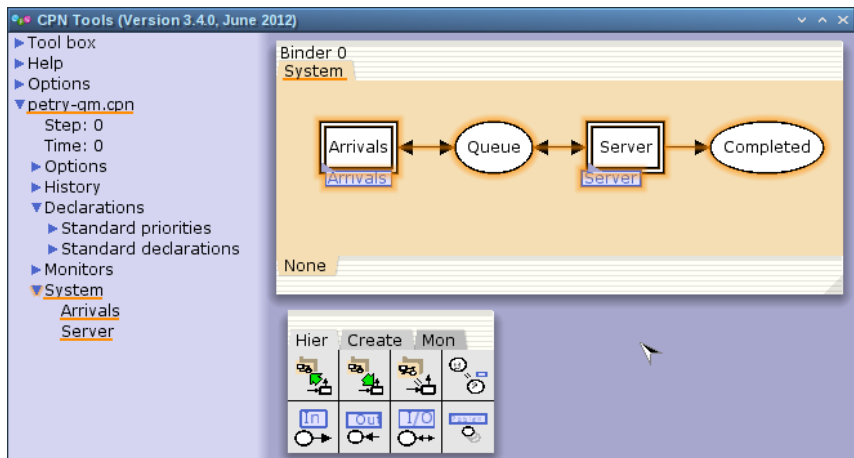 CPN Tools (Version 3.4.0, June 2012)
Tool box
Help
Options
petry-qm.cpn
Step: 0
Time: 0
Options
History
Declarations
Standard priorities
Standard declarations
Monitors
System
Arrivals
Server
Binder 0
System
Arrivals
Queue
Server
Completed
Arrivals
Server
None
Hier
Create
Mon
In
Out
I/O